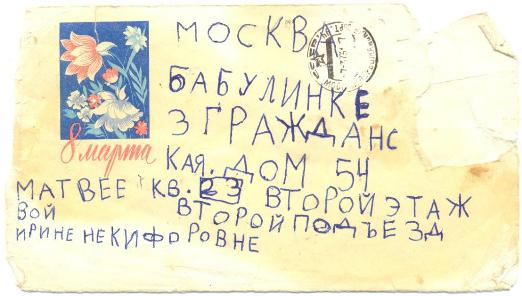 МОСКВ
БАБУЛИНКЕ
3 ГРАЖДАНС
КАЯ. ДОМ 54
КВ. 23 ВТОРОЙ ЭТАЖ
ВТОРОЙ ПОДЪЕЗД
МАТВЕЕ
ВОЙ
ИРИНЕ НЕКИФОРОВНЕ
8 марта